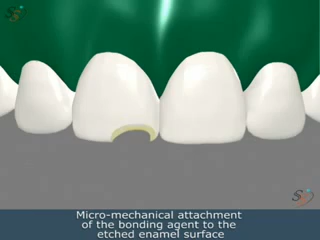 Micro-mechanical attachment
of the bonding agent to the
etched enamel surface